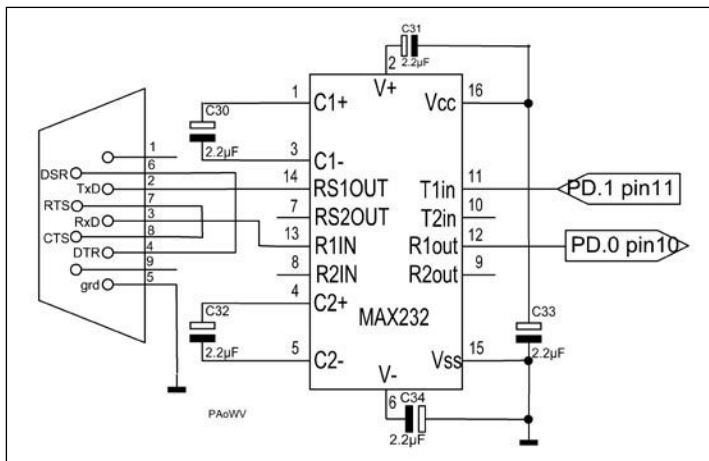 C31
2.2µF
2
V+
1
C1+
Vcc
16
C30
2.2µF
3
C1-
14
RS1OUT
T1in
11
PD.1 pin11
7
RS2OUT
T2in
10
13
R1IN
R1out
12
PD.0 pin10
8
R2IN
R2out
9
4
C2+
MAX232
C32
2.2µF
5
C2-
Vss
15
C33
2.2µF
V-
6
C34
2.2µF
1
6
DSR
2
TxD
7
RTS
3
RxD
8
CTS
4
DTR
9
5
grd
PAoWV